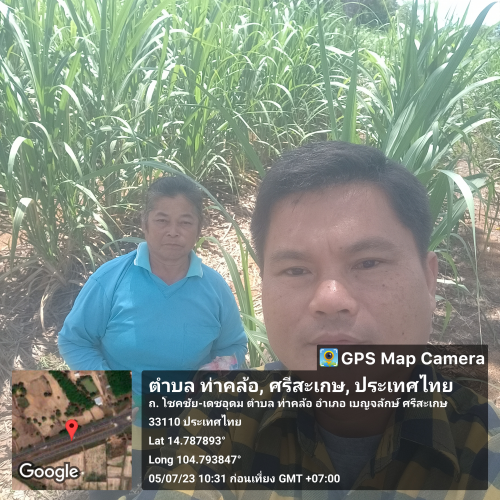 GPS Map Camera
ตำบล ท่าคล้อ, ศรีสะเกษ, ประเทศไทย
ถ. โชคชัย-เดชอุดม ตำบล ท่าคล้อ อำเภอ เบญจลักษ์ ศรีสะเกษ
33110 ประเทศไทย
Lat 14.787893°
Long 104.793847°
05/07/23 10:31 ก่อนเที่ยง GMT +07:00
Google